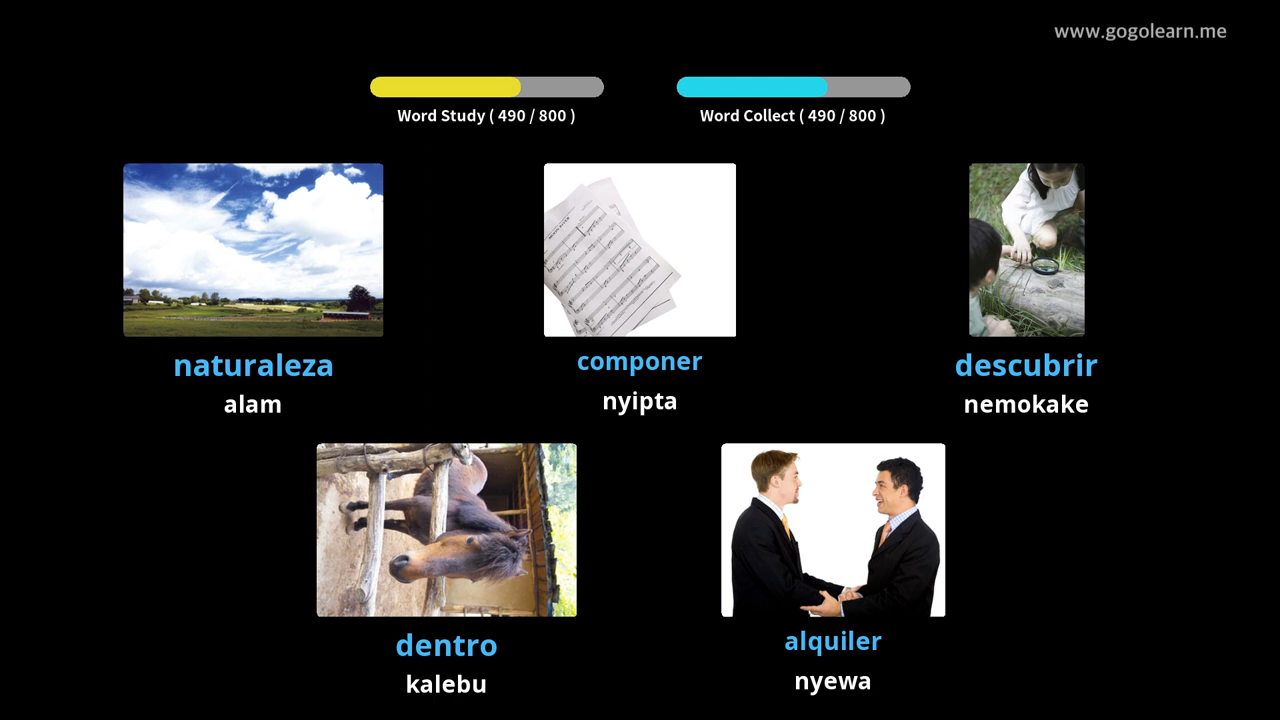 www.gogolearn.me
Word Study ( 490 / 800 )
Word Collect ( 490 / 800 )
naturaleza
alam
componer
nyipta
descubrir
nemokake
dentro
kalebu
alquiler
nyewa